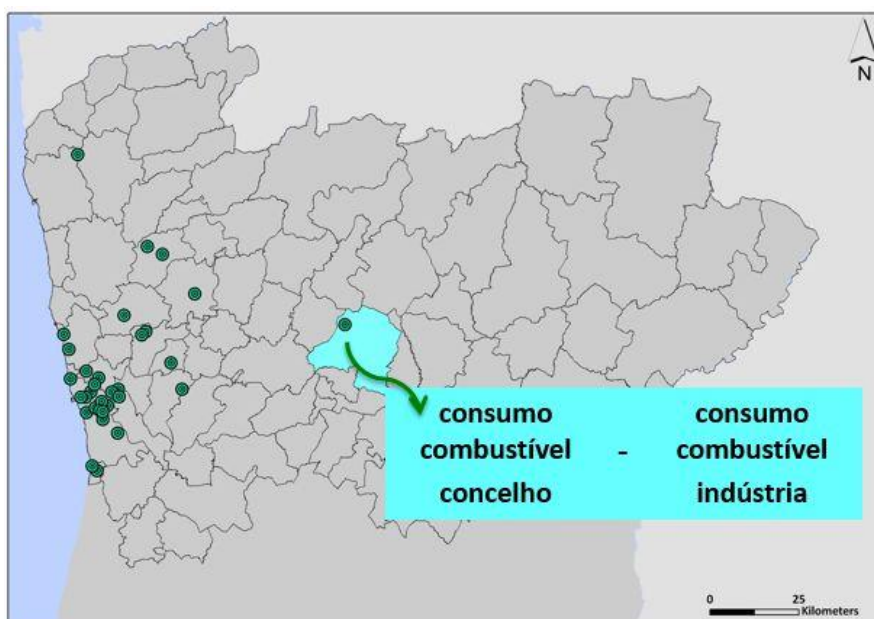 N
consumo consumo
combustível - combustível
concelho indústria
0 25
Kilometers